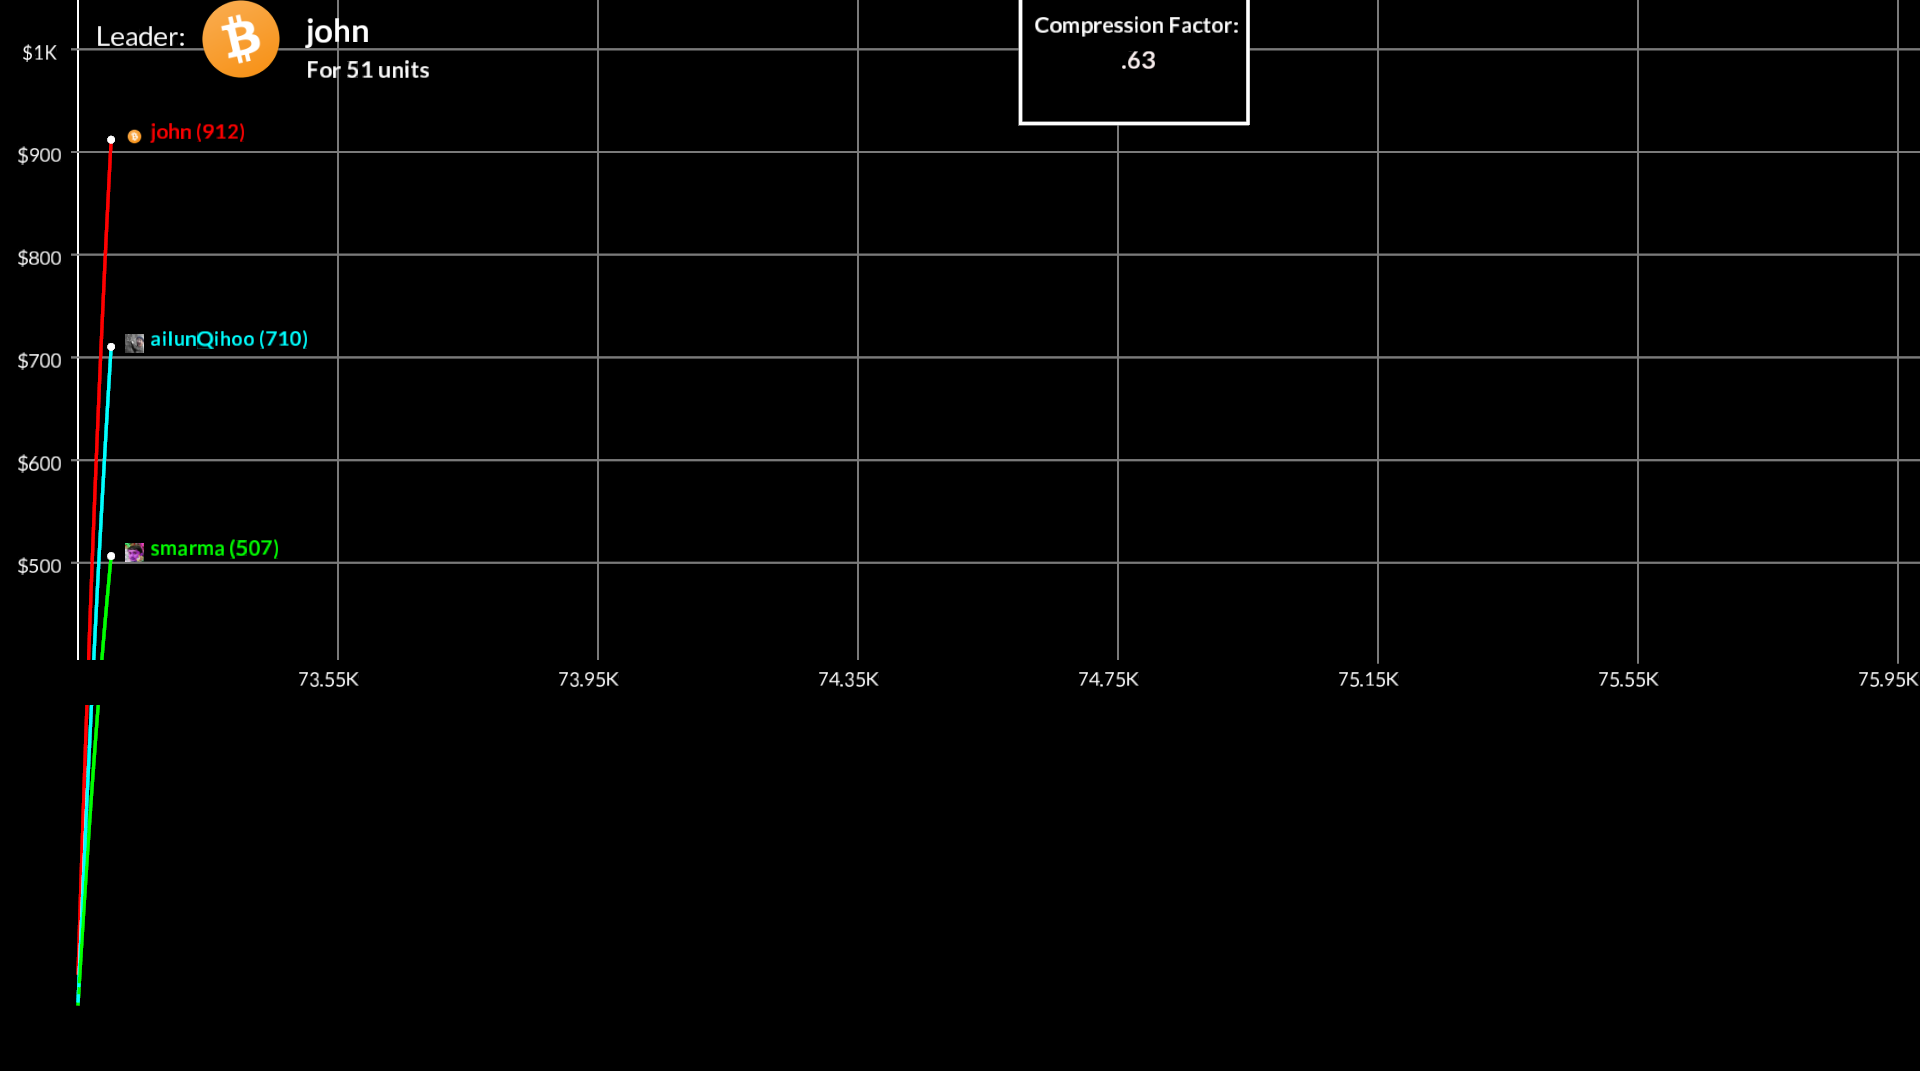 Leader:
john
For 51 units
Compression Factor:
.63
$1K
john (912)
$900
$800
ailunQihoo (710)
$700
$600
smarma (507)
$500
73.55K
73.95K
74.35K
74.75K
75.15K
75.55K
75.95K